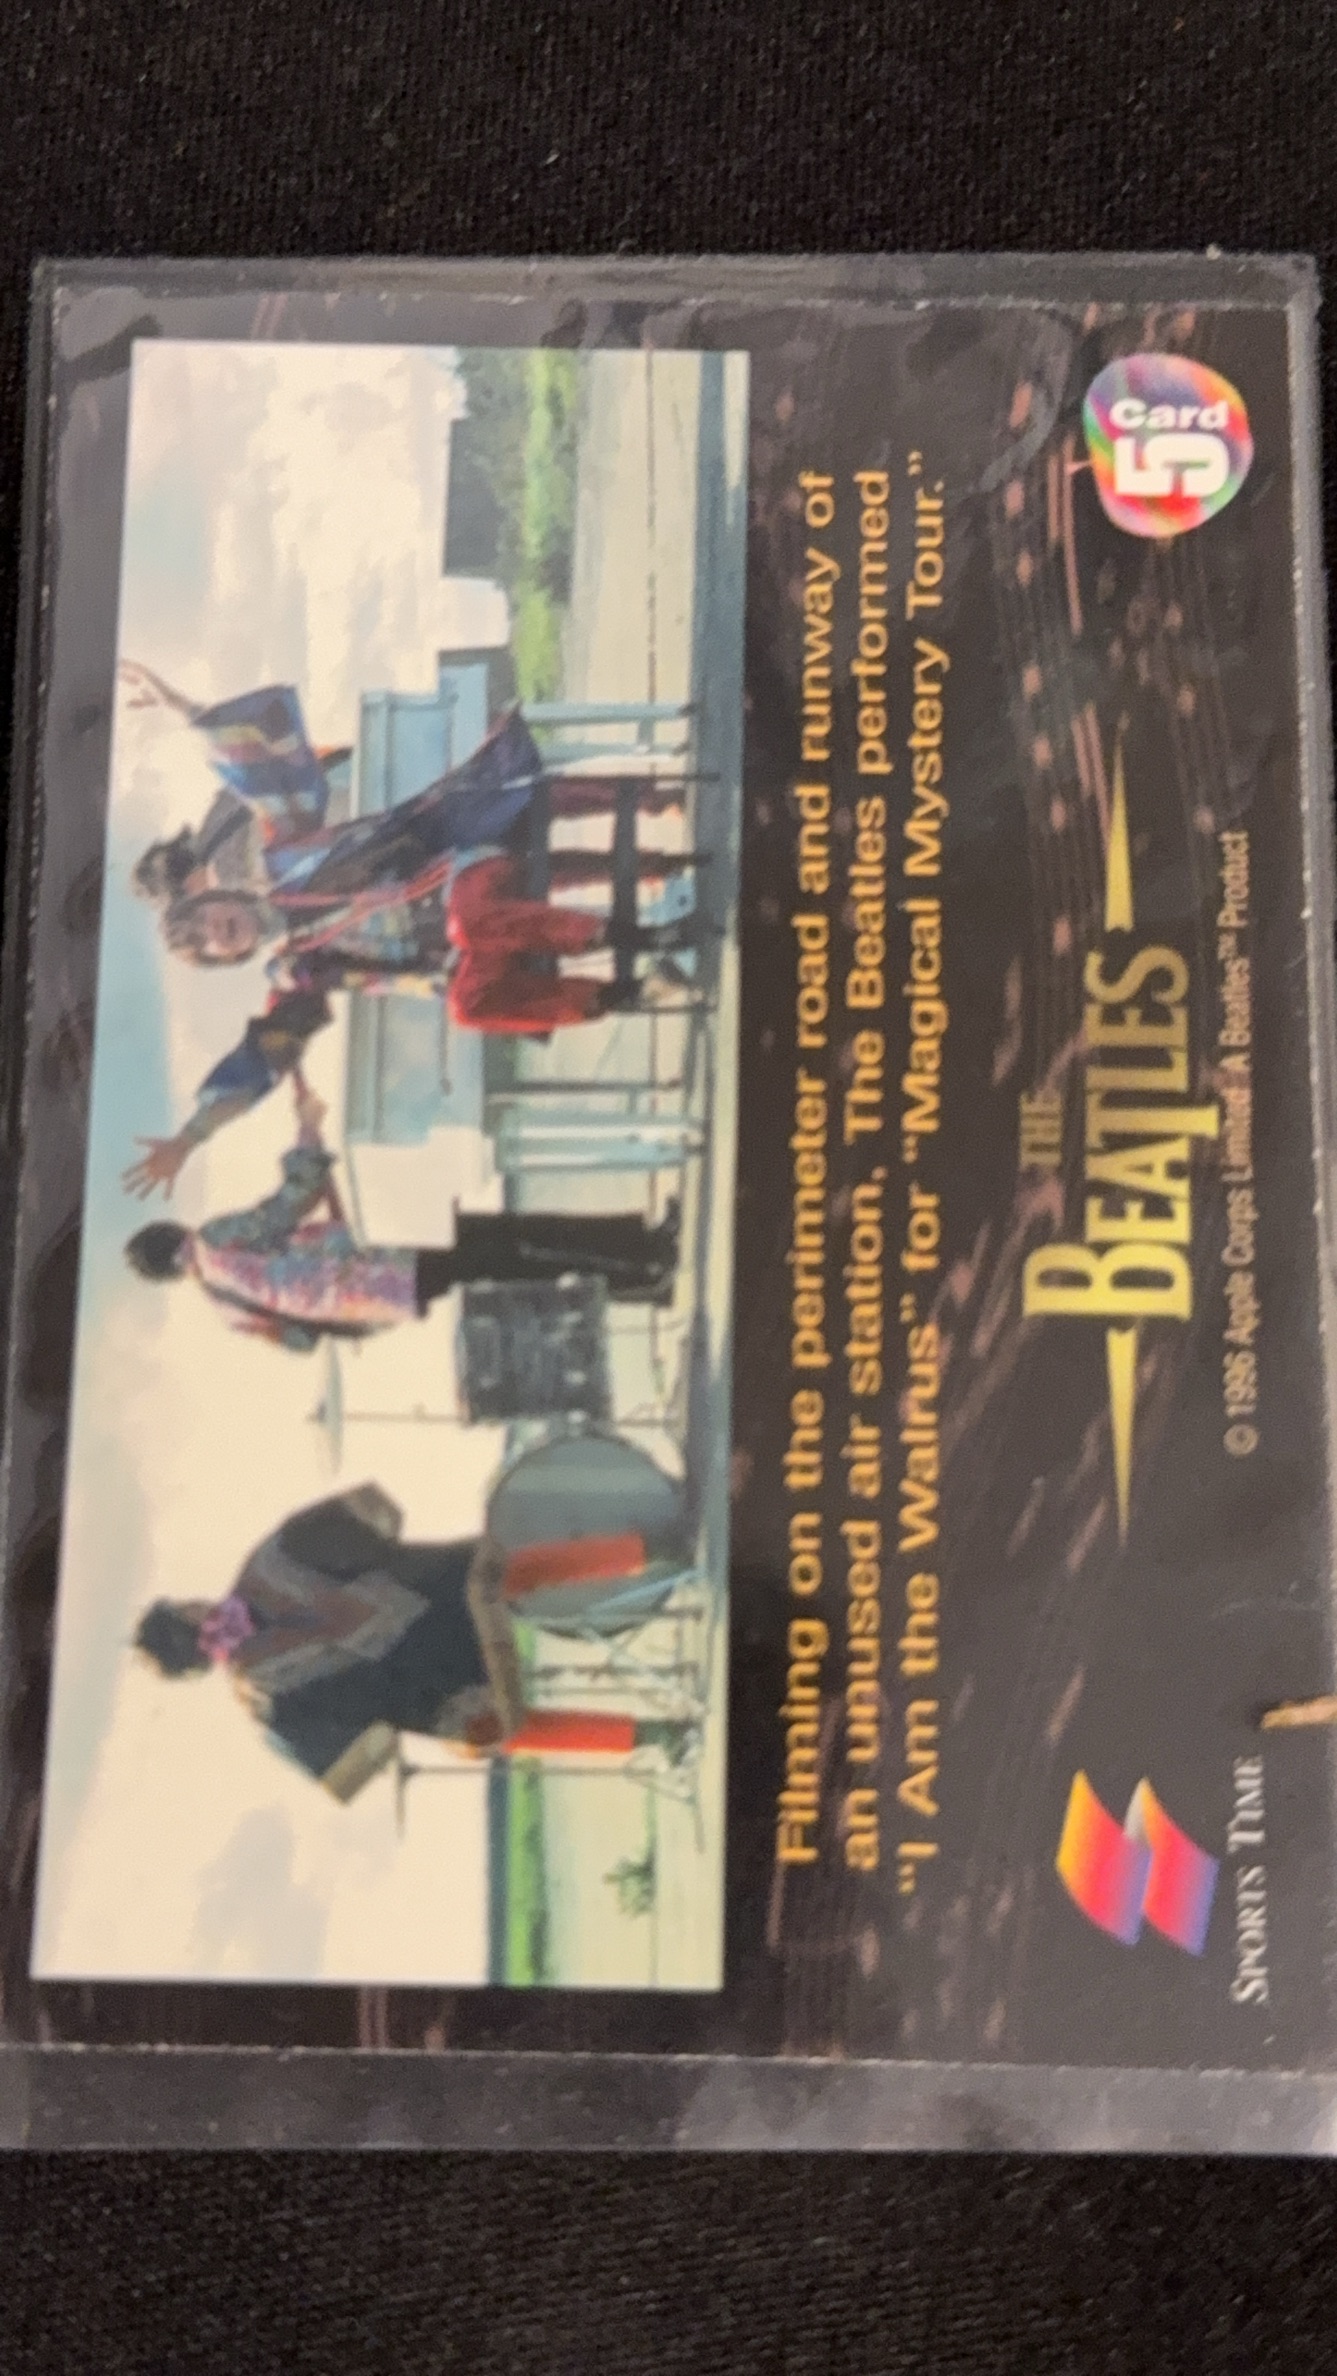 Filming on the perimeter road and runway of
an unused air station, The Beatles performed
“I Am the Walrus” for “Magical Mystery Tour.”
SPORTS TIME
THE
BEATLES
© 1996 Apple Corps Limited. A Beatles™ Product
Card
5